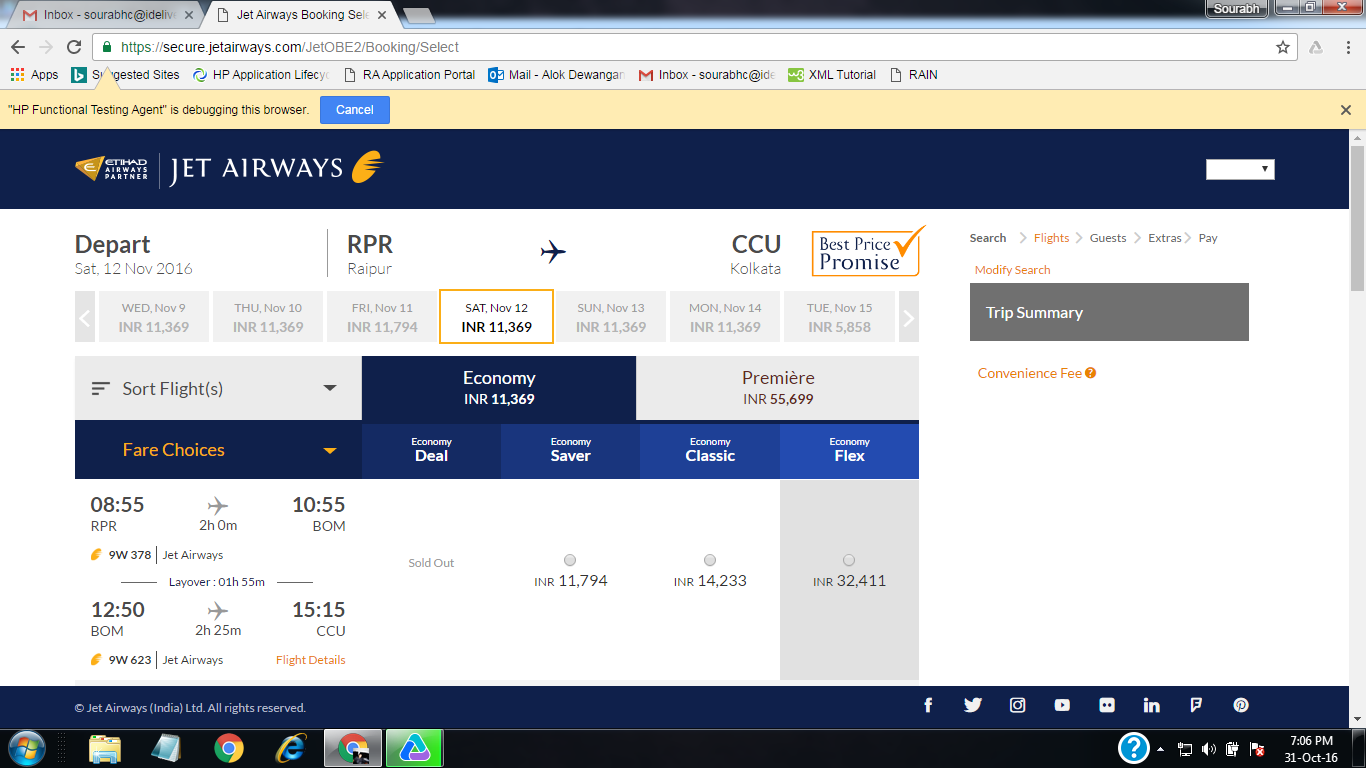 Inbox - sourabhc@idelive
Jet Airways Booking Sele
Sourabh
https://secure.jetairways.com/JetOBE2/Booking/Select
Apps
Suggested Sites
HP Application Lifecyc
RA Application Portal
Mail - Alok Dewangan
Inbox - sourabhc@ide
XML Tutorial
RAIN
"HP Functional Testing Agent" is debugging this browser.
Cancel
ETIHAD
AIRWAYS
PARTNER
JET AIRWAYS
Depart
Sat, 12 Nov 2016
RPR
Raipur
CCU
Kolkata
Best Price
Promise
Search
Flights
Guests
Extras
Pay
Modify Search
Trip Summary
Convenience Fee
WED, Nov 9
INR 11,369
THU, Nov 10
INR 11,369
FRI, Nov 11
INR 11,794
SAT, Nov 12
INR 11,369
SUN, Nov 13
INR 11,369
MON, Nov 14
INR 11,369
TUE, Nov 15
INR 5,858
Sort Flight(s)
Economy
INR 11,369
Première
INR 55,699
Fare Choices
Economy
Deal
Economy
Saver
Economy
Classic
Economy
Flex
08:55
10:55
RPR
2h 0m
BOM
9W 378 | Jet Airways
Layover : 01h 55m
12:50
15:15
BOM
2h 25m
CCU
9W 623 | Jet Airways
Flight Details
Sold Out
INR 11,794
INR 14,233
INR 32,411
© Jet Airways (India) Ltd. All rights reserved.
7:06 PM
31-Oct-16